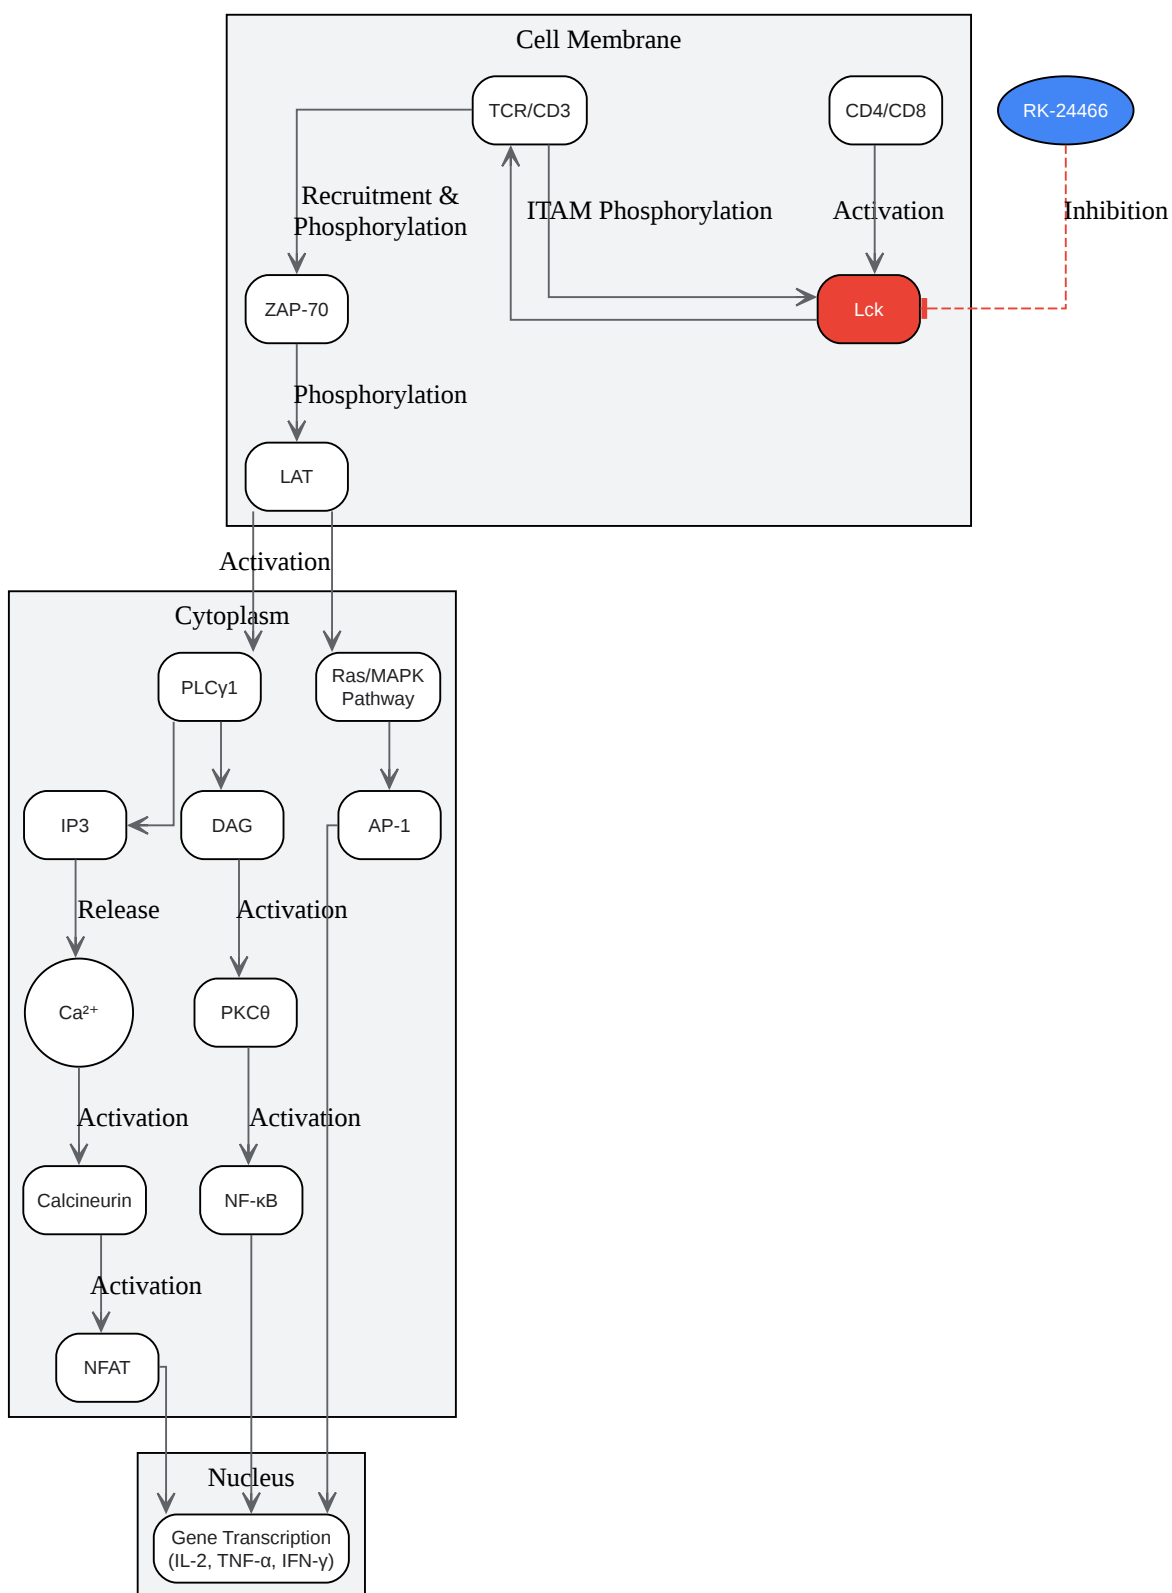 Cell Membrane
TCR/CD3
CD4/CD8
RK-24466
Recruitment &
Phosphorylation
ITAM Phosphorylation
Activation
Inhibition
ZAP-70
Lck
Phosphorylation
LAT
Activation
Cytoplasm
PLCγ1
Ras/MAPK
Pathway
IP3
DAG
AP-1
Release
Activation
Ca²⁺
PKCθ
Activation
Activation
Calcineurin
NF-κB
Activation
NFAT
Nucleus
Gene Transcription
(IL-2, TNF-α, IFN-γ)